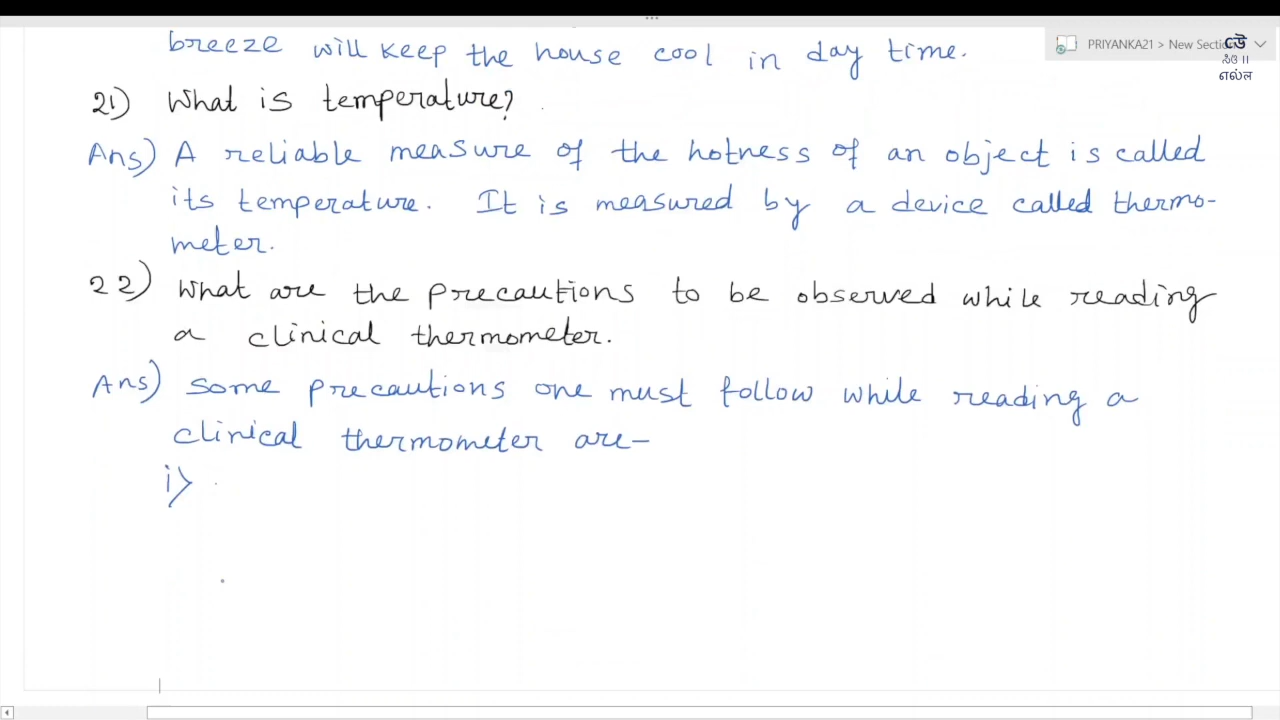 breeze will keep the house cool in day time.
PRIYANKA21 > New Section
எல்ல
21) What is temperature?
Ans) A reliable measure of the hotness of an object is called
its temperature. It is measured by a device called thermo-
meter.
22) What are the precautions to be observed while reading
a clinical thermometer.
Ans) Some precautions one must follow while reading a
clinical thermometer are-
i)